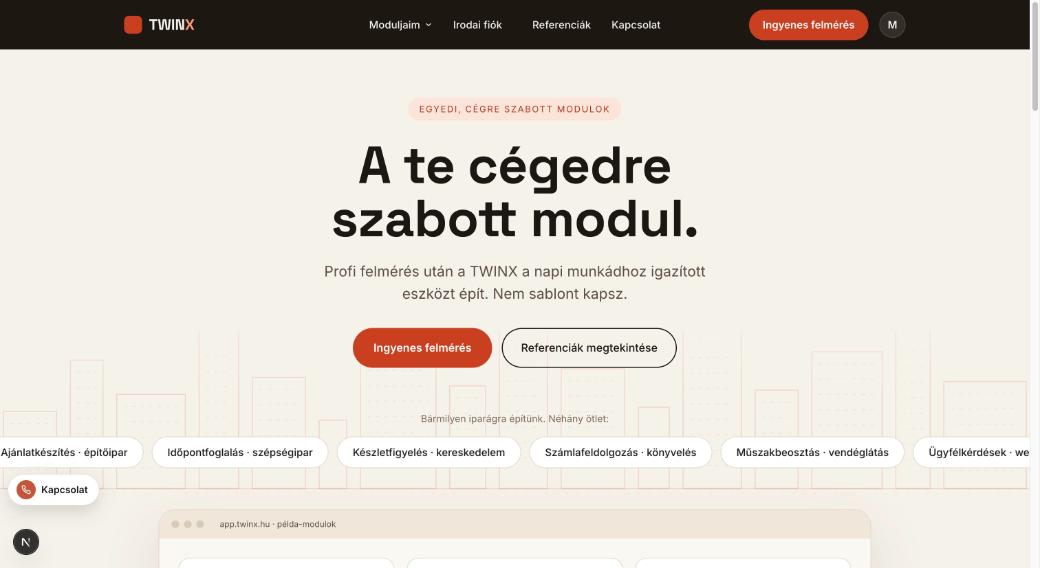 TWINX
Moduljaim
Irodai fiók
Referenciák
Kapcsolat
Ingyenes felmérés
M
EGYEDI, CÉGRE SZABOTT MODULOK
A te cégedre
szabott modul.
Profi felmérés után a TWINX a napi munkádhoz igazított
eszközt épít. Nem sablont kapsz.
Ingyenes felmérés
Referenciák megtekintése
Bármilyen iparágra építünk. Néhány ötlet:
Ajánlatkészítés · építőipar
Időpontfoglalás · szépségipar
Készletfigyelés · kereskedelem
Számlafeldolgozás · könyvelés
Műszakbeosztás · vendéglátás
Ügyfélkérdések · we
Kapcsolat
app.twinx.hu · példa-modulok
N